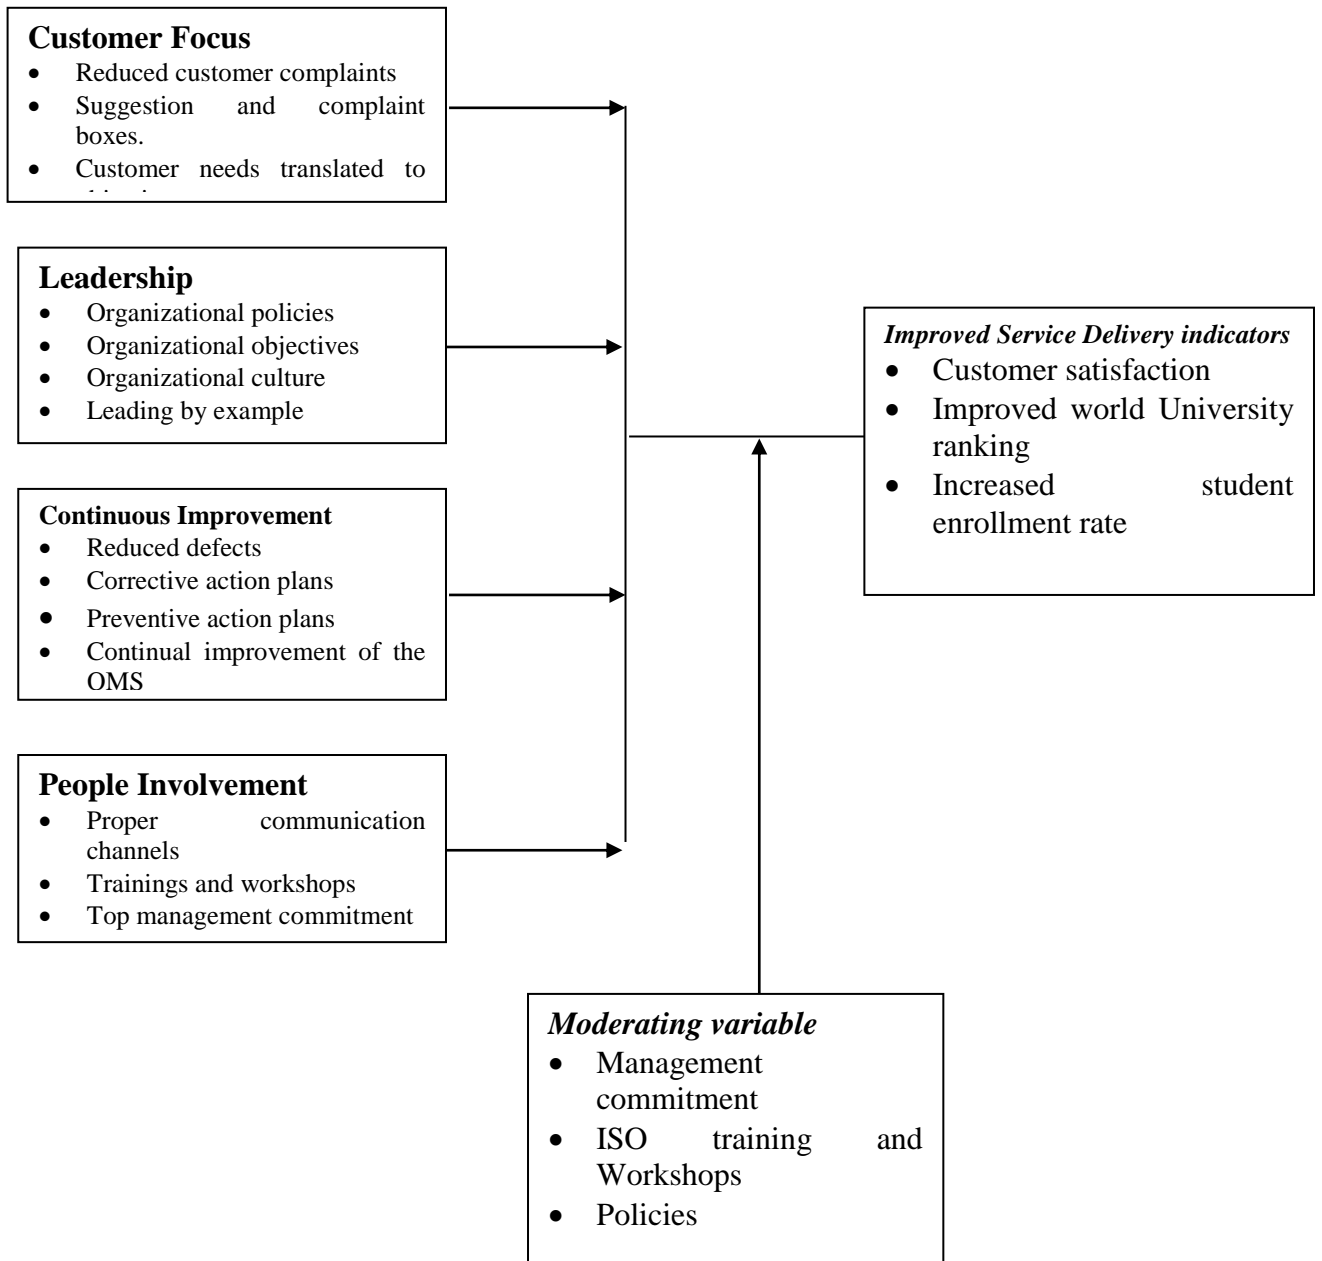 Customer Focus
• Reduced customer complaints
• Suggestion and complaint
boxes.
• Customer needs translated to
Leadership
• Organizational policies
• Organizational objectives
• Organizational culture
• Leading by example
Continuous Improvement
• Reduced defects
• Corrective action plans
• Preventive action plans
• Continual improvement of the
QMS
People Involvement
• Proper communication
channels
• Trainings and workshops
• Top management commitment
Improved Service Delivery indicators
• Customer satisfaction
• Improved world University
ranking
• Increased student
enrollment rate
Moderating variable
• Management
commitment
• ISO training and
Workshops
• Policies